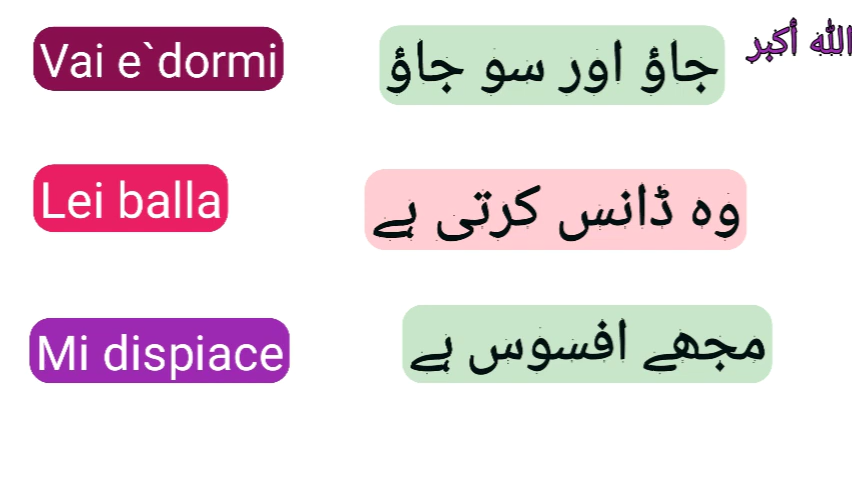 Vai e`dormi
جاؤ اور سو جاؤ
الله أكبر
Lei balla
وہ ڈانس کرتی ہے
Mi dispiace
مجھے افسوس ہے